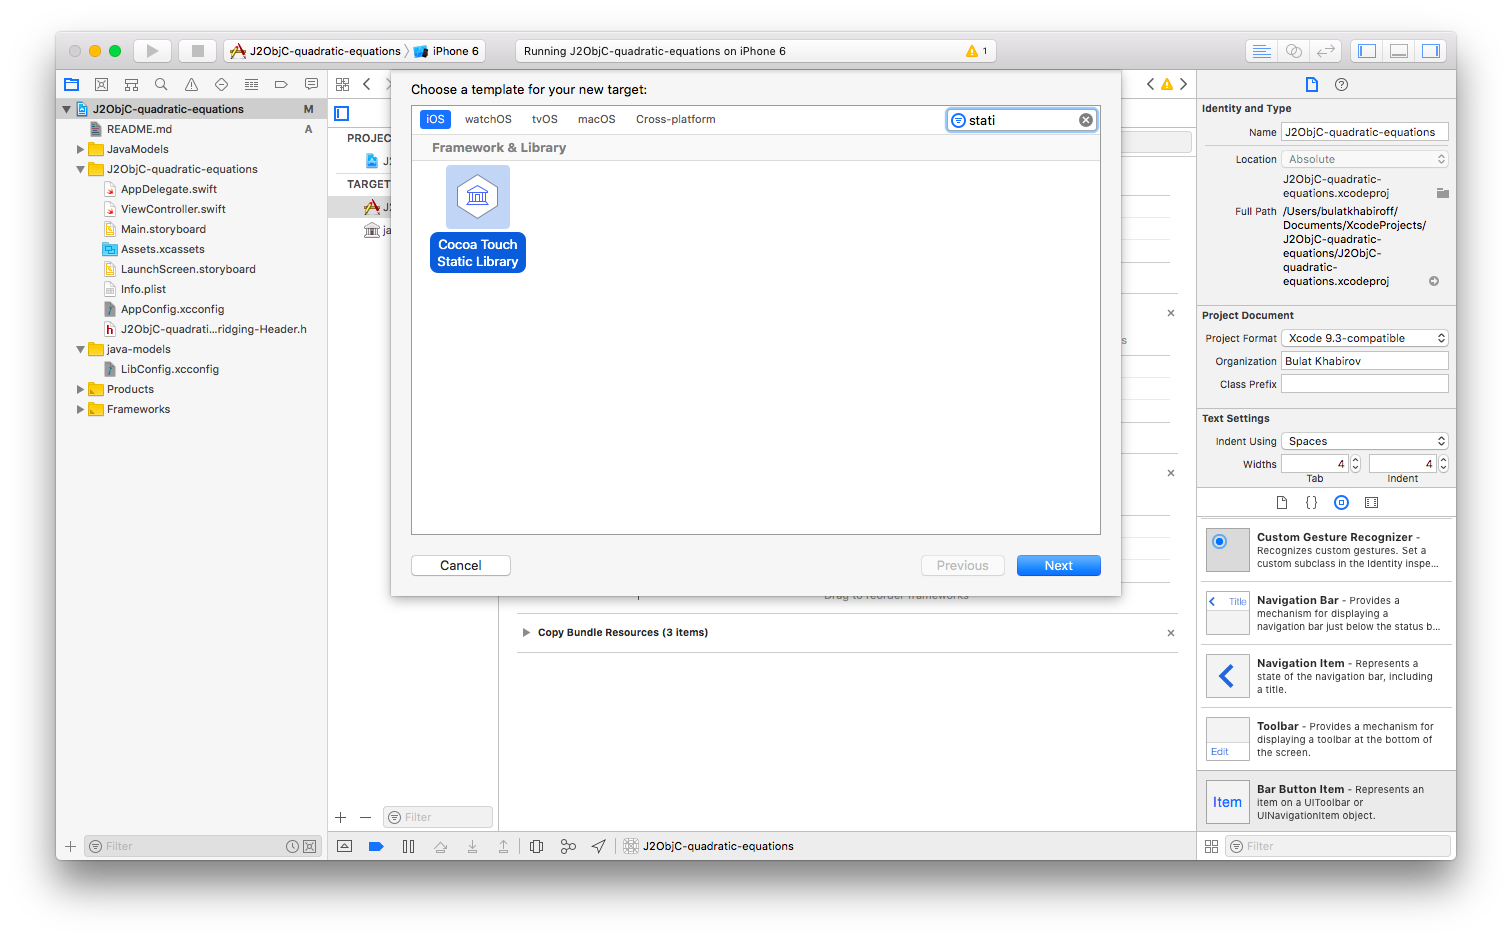 J2ObjC-quadratic-equations
iPhone 6
Running J2ObjC-quadratic-equations on iPhone 6
1
J2ObjC-quadratic-equations M
README.md A
JavaModels
J2ObjC-quadratic-equations
AppDelegate.swift
ViewController.swift
Main.storyboard
Assets.xcassets
LaunchScreen.storyboard
Info.plist
AppConfig.xcconfig
J2ObjC-quadrati...ridging-Header.h
java-models
LibConfig.xcconfig
Products
Frameworks
Filter
PROJEC
J2
TARGET
J2
ja
Filter
Choose a template for your new target:
iOS watchOS tvOS macOS Cross-platform
stati
Framework & Library
Cocoa Touch
Static Library
Cancel
Previous
Next
s
Drag to reorder frameworks
Copy Bundle Resources (3 items)
J2ObjC-quadratic-equations
Identity and Type
Name J2ObjC-quadratic-equations
Location Absolute
J2ObjC-quadratic-
equations.xcodeproj
Full Path /Users/bulatkhabiroff/
Documents/XcodeProjects/
J2ObjC-quadratic-
equations/J2ObjC-
quadratic-
equations.xcodeproj
Project Document
Project Format Xcode 9.3-compatible
Organization Bulat Khabirov
Class Prefix
Text Settings
Indent Using Spaces
Widths 4 4
Tab Indent
{}
Custom Gesture Recognizer -
Recognizes custom gestures. Set a
custom subclass in the Identity inspe...
Title
Navigation Bar - Provides a
mechanism for displaying a
navigation bar just below the status b...
Navigation Item - Represents a
state of the navigation bar, including
a title.
Edit
Toolbar - Provides a mechanism for
displaying a toolbar at the bottom of
the screen.
Item
Bar Button Item - Represents an
item on a UIToolbar or
UINavigationItem object.
Filter